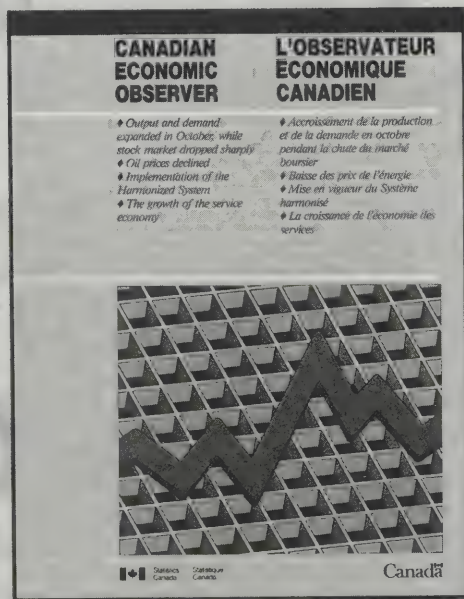 CANADIAN
ECONOMIC
OBSERVER
♦ Output and demand
expanded in October, while
stock market dropped sharply
♦ Oil prices declined
♦ Implementation of the
Harmonized System
♦ The growth of the service
economy
L'OBSERVATEUR
ÉCONOMIQUE
CANADIEN
♦ Accroissement de la production
et de la demande en octobre
pendant la chute du marché
boursier
♦ Baisse des prix de l'énergie
♦ Mise en vigueur du Système
harmonisé
♦ La croissance de l'économie des
services
Statistics
Canada
Statistique
Canada
Canada